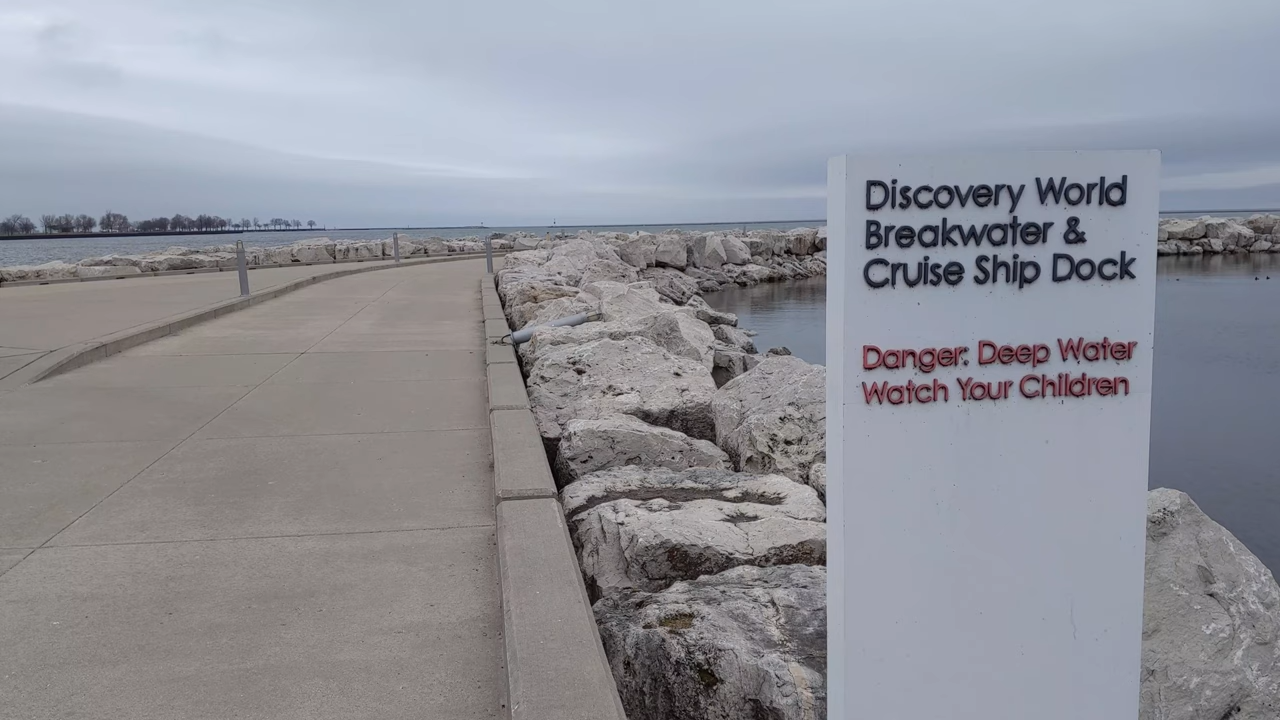 Discovery World
Breakwater &
Cruise Ship Dock
Danger: Deep Water
Watch Your Children